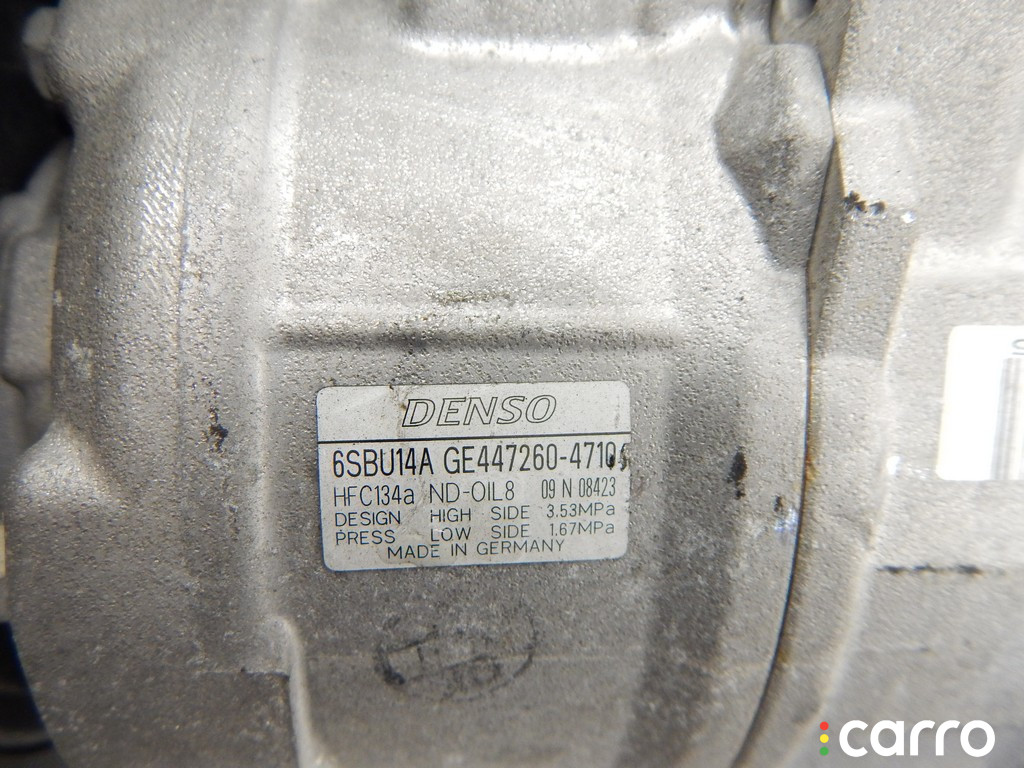 DENSO
6SBU14A GE447260-4710
HFC134a ND-OIL8 09 N 08423
DESIGN HIGH SIDE 3.53MPa
PRESS LOW SIDE 1.67MPa
MADE IN GERMANY
S
carro